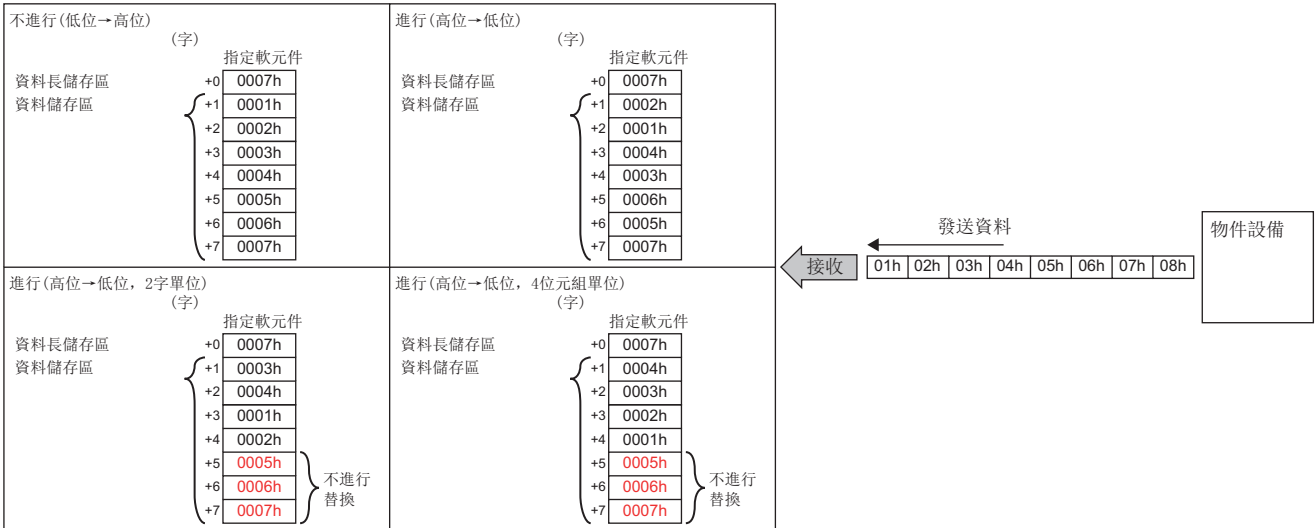 不進行(低位→高位)
(字)
指定軟元件
資料長儲存區 +0 0007h
資料儲存區 +1 0001h
+2 0002h
+3 0003h
+4 0004h
+5 0005h
+6 0006h
+7 0007h
進行(高位→低位)
(字)
指定軟元件
資料長儲存區 +0 0007h
資料儲存區 +1 0002h
+2 0001h
+3 0004h
+4 0003h
+5 0006h
+6 0005h
+7 0007h
進行(高位→低位, 2字單位)
(字)
指定軟元件
資料長儲存區 +0 0007h
資料儲存區 +1 0003h
+2 0004h
+3 0001h
+4 0002h
+5 0005h
+6 0006h
+7 0007h
不進行
替換
進行(高位→低位, 4位元組單位)
(字)
指定軟元件
資料長儲存區 +0 0007h
資料儲存區 +1 0004h
+2 0003h
+3 0002h
+4 0001h
+5 0005h
+6 0006h
+7 0007h
不進行
替換
接收
發送資料
01h 02h 03h 04h 05h 06h 07h 08h
物件設備